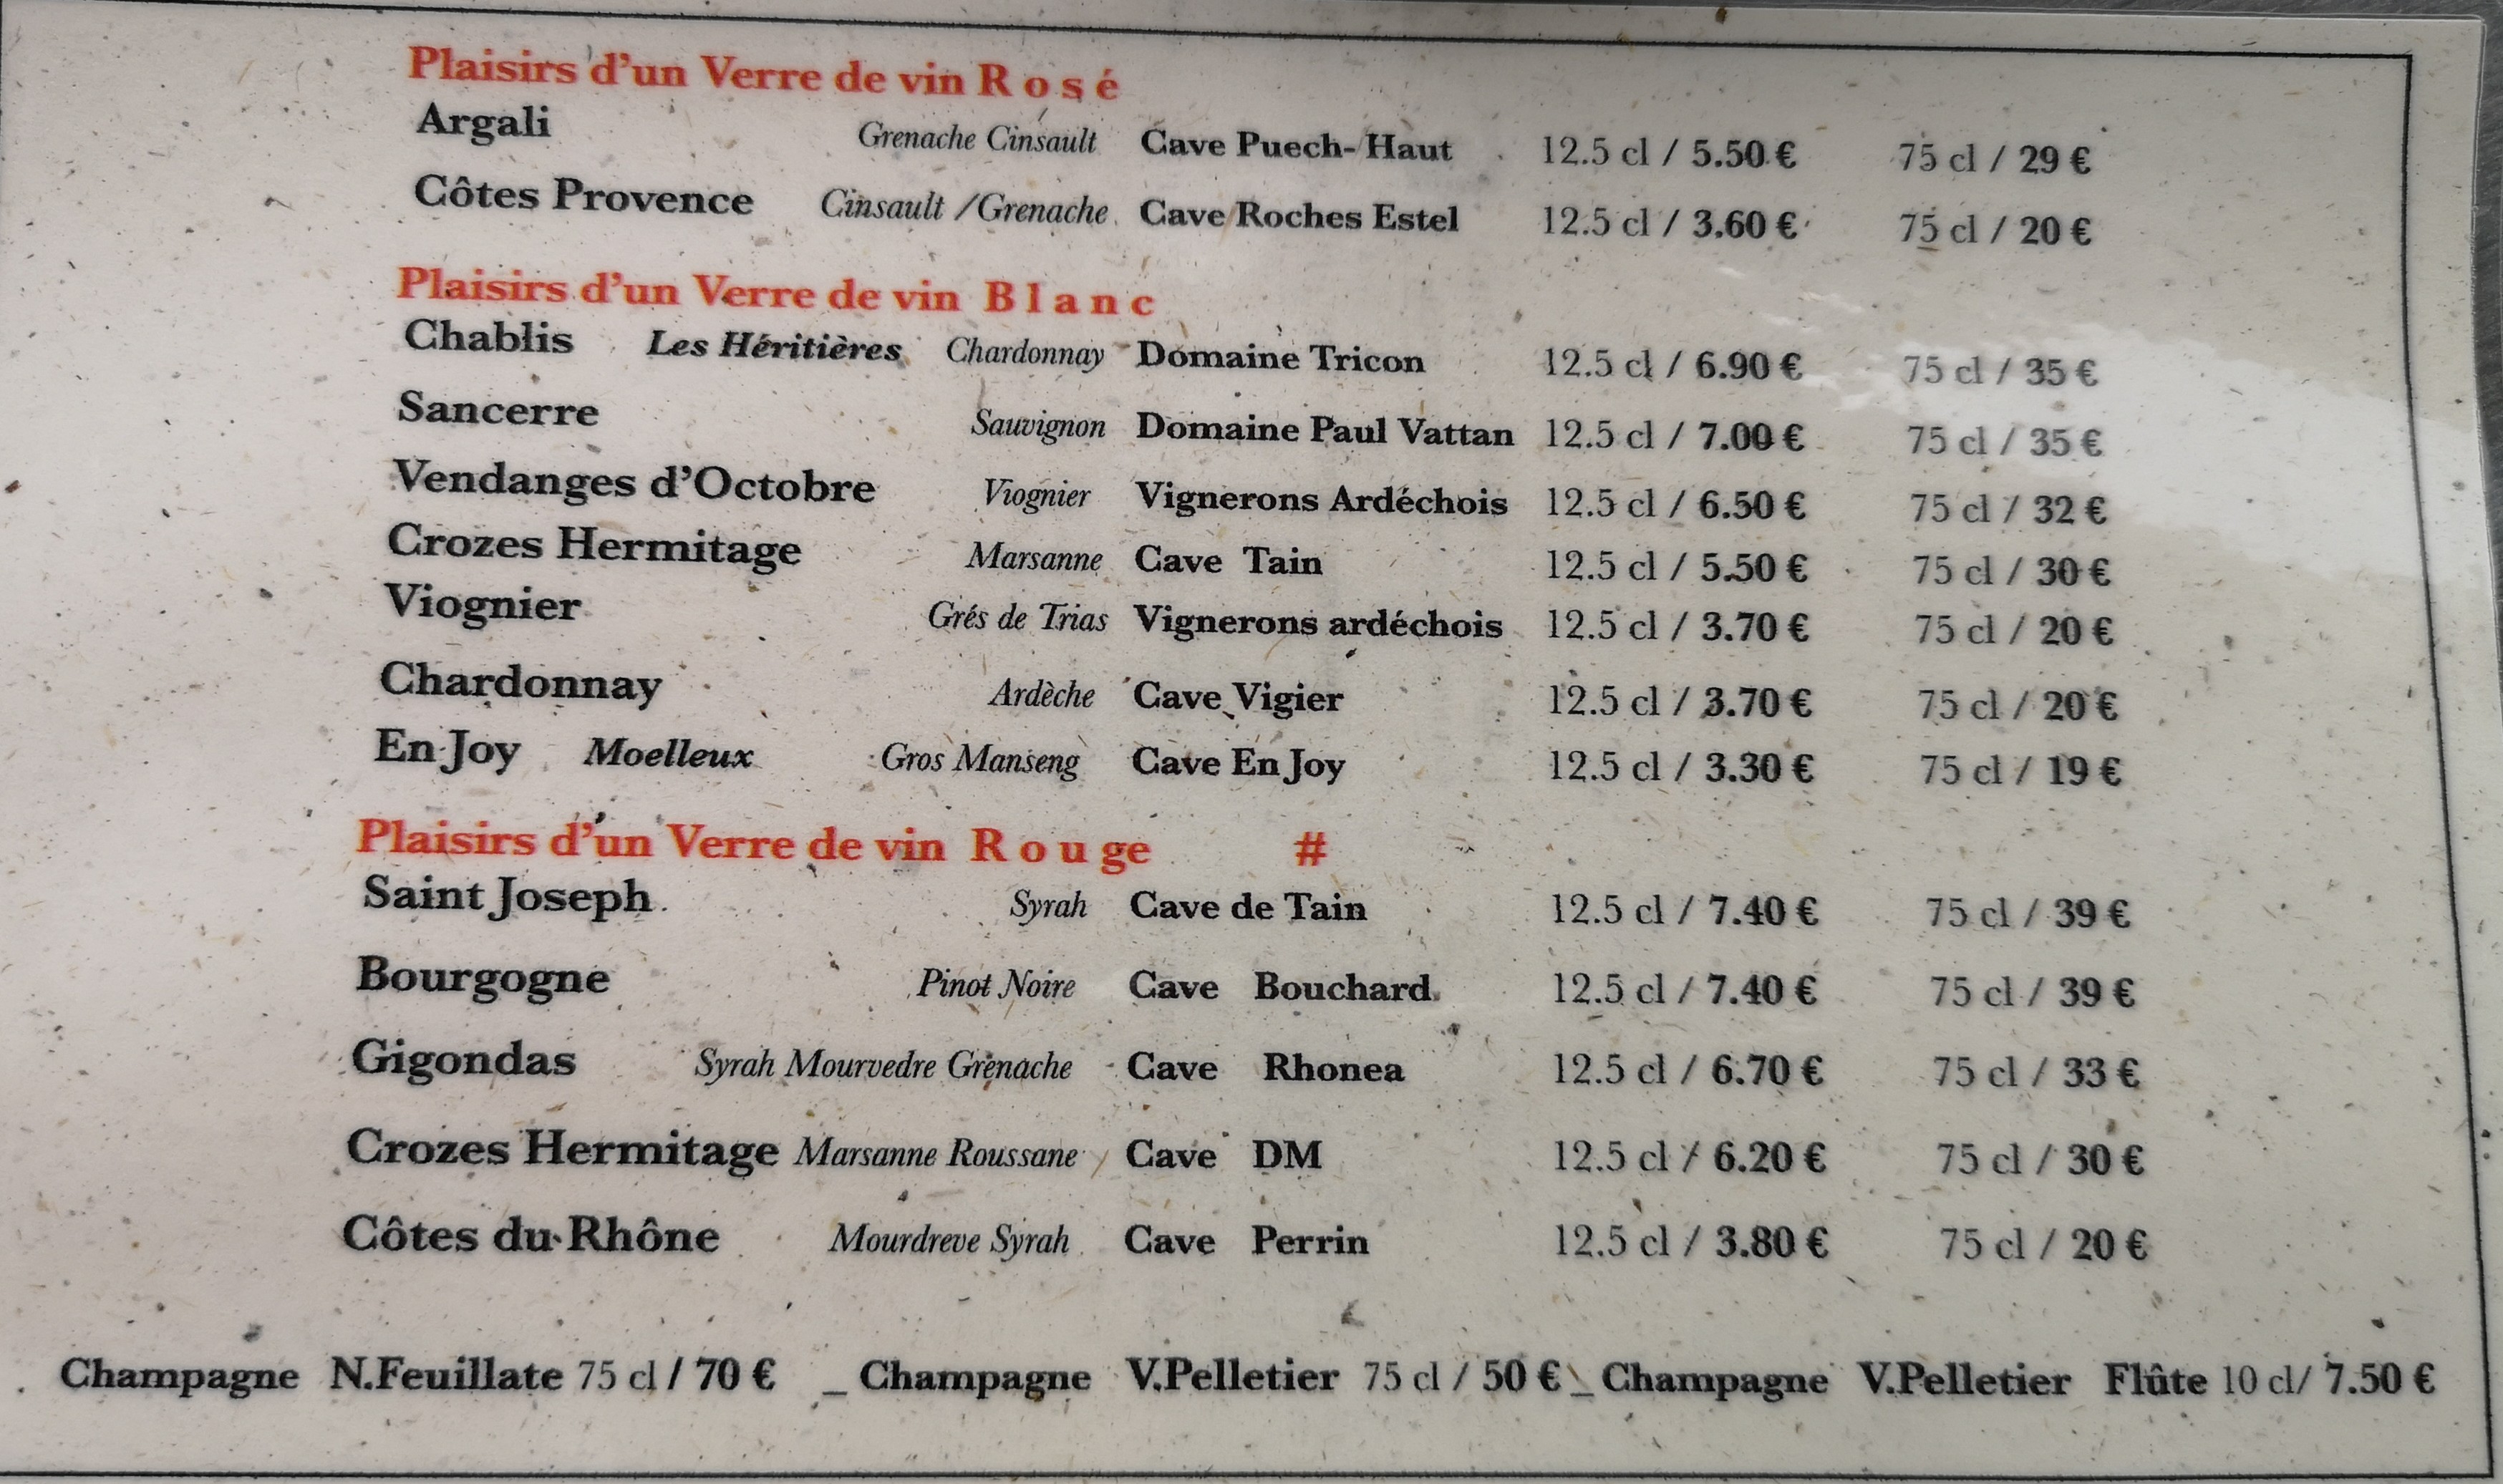 Plaisirs d'un Verre de vin R o s é
Argali Grenache Cinsault Cave Puech- Haut 12.5 cl / 5.50 € 75 cl / 29 €
Côtes Provence Cinsault /Grenache Cave Roches Estel 12.5 cl / 3.60 € 75 cl / 20 €
Plaisirs d'un Verre de vin B l a n c
Chablis Les Héritières Chardonnay Domaine Tricon 12.5 cl / 6.90 € 75 cl / 35 €
Sancerre Sauvignon Domaine Paul Vattan 12.5 cl / 7.00 € 75 cl / 35 €
Vendanges d'Octobre Viognier Vignerons Ardéchois 12.5 cl / 6.50 € 75 cl / 32 €
Crozes Hermitage Marsanne Cave Tain 12.5 cl / 5.50 € 75 cl / 30 €
Viognier Grés de Trias Vignerons ardéchois 12.5 cl / 3.70 € 75 cl / 20 €
Chardonnay Ardèche Cave Vigier 12.5 cl / 3.70 € 75 cl / 20 €
En Joy Moelleux Gros Manseng Cave En Joy 12.5 cl / 3.30 € 75 cl / 19 €
Plaisirs d'un Verre de vin R o u ge #
Saint Joseph Syrah Cave de Tain 12.5 cl / 7.40 € 75 cl / 39 €
Bourgogne Pinot Noire Cave Bouchard 12.5 cl / 7.40 € 75 cl / 39 €
Gigondas Syrah Mourvedre Grenache Cave Rhonea 12.5 cl / 6.70 € 75 cl / 33 €
Crozes Hermitage Marsanne Roussane Cave DM 12.5 cl / 6.20 € 75 cl / 30 €
Côtes du Rhône Mourdreve Syrah Cave Perrin 12.5 cl / 3.80 € 75 cl / 20 €
Champagne N.Feuillate 75 cl / 70 € _ Champagne V.Pelletier 75 cl / 50 € _ Champagne V.Pelletier Flûte 10 cl/ 7.50 €